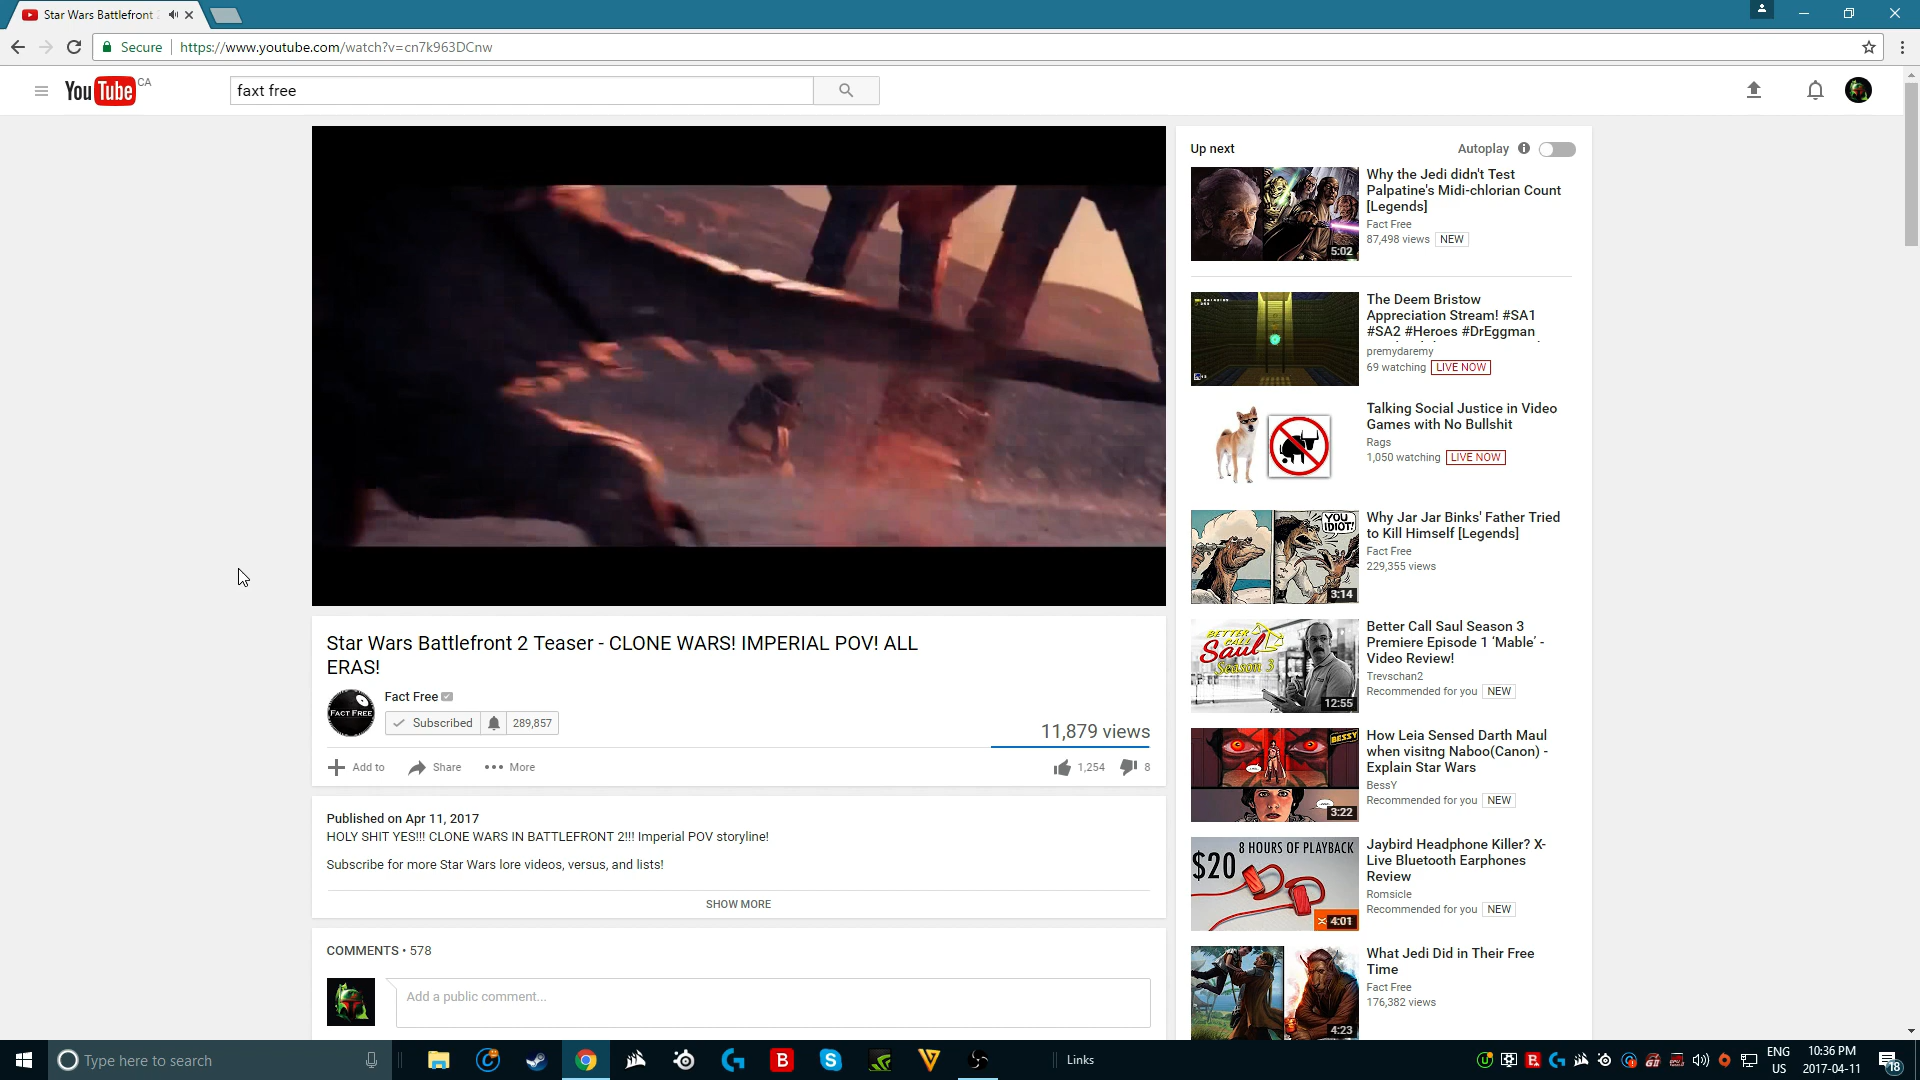 Star Wars Battlefront
Secure
https://www.youtube.com/watch?v=cn7k963DCnw
YouTube CA
faxt free
Up next
Autoplay
Why the Jedi didn't Test
Palpatine's Midi-chlorian Count
[Legends]
Fact Free
87,498 views NEW
5:02
The Deem Bristow
Appreciation Stream! #SA1
#SA2 #Heroes #DrEggman
premydaremy
69 watching LIVE NOW
Talking Social Justice in Video
Games with No Bullshit
Rags
1,050 watching LIVE NOW
YOU
IDIOT!
3:14
Why Jar Jar Binks' Father Tried
to Kill Himself [Legends]
Fact Free
229,355 views
BETTER
CALL
Saul
Season 3
12:55
Better Call Saul Season 3
Premiere Episode 1 ‘Mable’ -
Video Review!
Trevschan2
Recommended for you NEW
BESSY
3:22
How Leia Sensed Darth Maul
when visitng Naboo(Canon) -
Explain Star Wars
BessY
Recommended for you NEW
8 HOURS OF PLAYBACK
$20
4:01
Jaybird Headphone Killer? X-
Live Bluetooth Earphones
Review
Romsicle
Recommended for you NEW
4:23
What Jedi Did in Their Free
Time
Fact Free
176,382 views
Star Wars Battlefront 2 Teaser - CLONE WARS! IMPERIAL POV! ALL
ERAS!
FACT FREE
Fact Free
Subscribed 289,857
11,879 views
Add to Share More
1,254 8
Published on Apr 11, 2017
HOLY SHIT YES!!! CLONE WARS IN BATTLEFRONT 2!!! Imperial POV storyline!
Subscribe for more Star Wars lore videos, versus, and lists!
SHOW MORE
COMMENTS • 578
Add a public comment...
Type here to search
B
Links
ENG
US
10:36 PM
2017-04-11
18